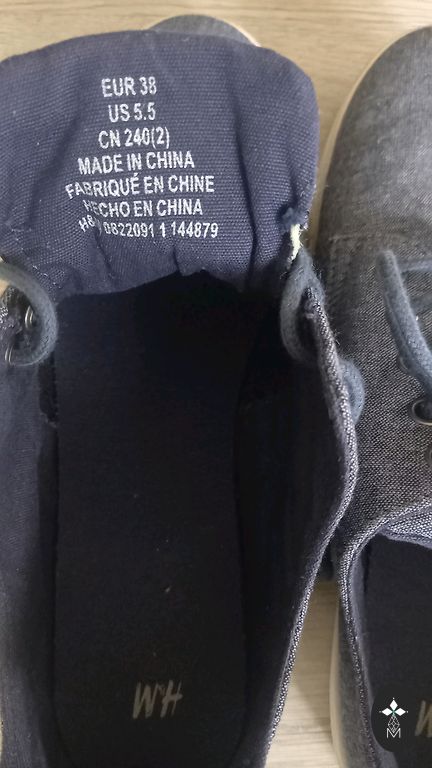 EUR 38
US 5.5
CN 240(2)
MADE IN CHINA
FABRIQUÉ EN CHINE
HECHO EN CHINA
0822091 1 144879
H&M
M